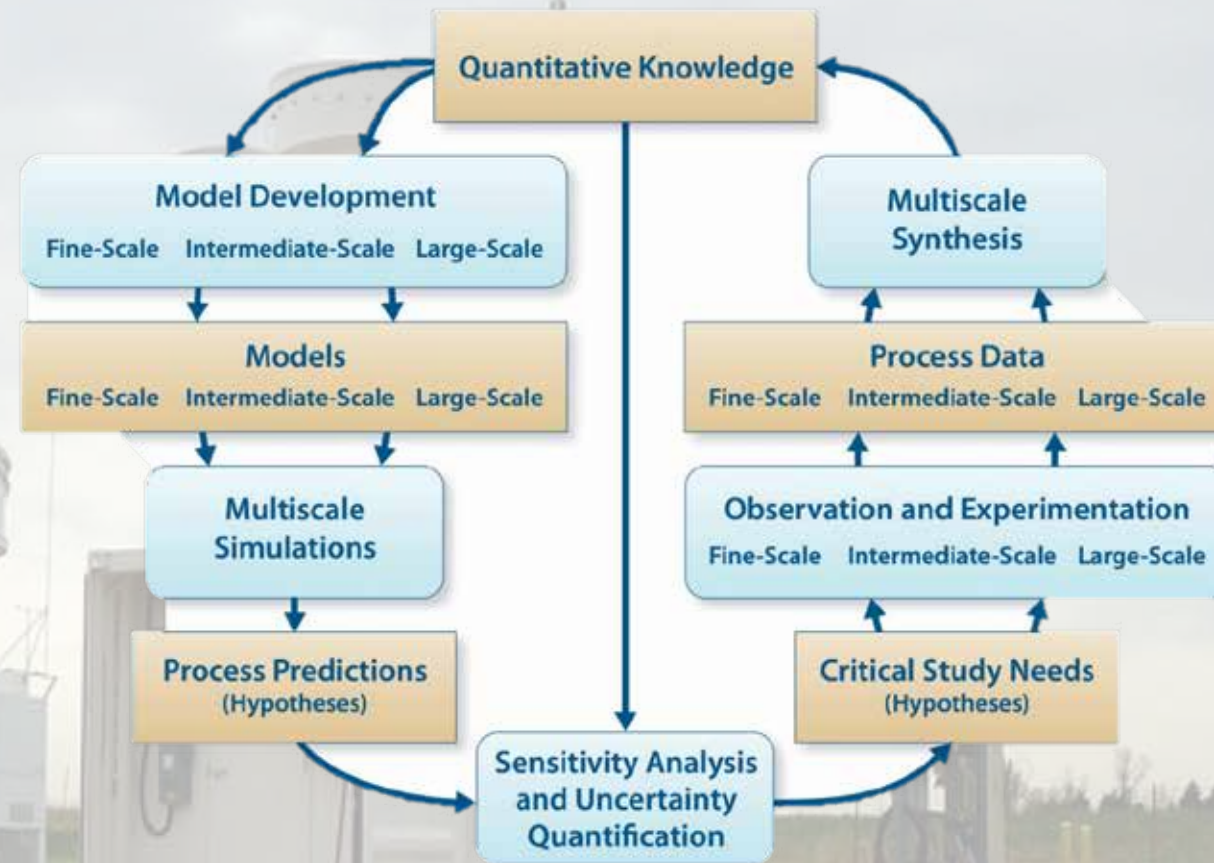 Quantitative Knowledge
Model Development
Fine-Scale Intermediate-Scale Large-Scale
Models
Fine-Scale Intermediate-Scale Large-Scale
Multiscale
Simulations
Process Predictions
(Hypotheses)
Sensitivity Analysis
and Uncertainty
Quantification
Critical Study Needs
(Hypotheses)
Observation and Experimentation
Fine-Scale Intermediate-Scale Large-Scale
Process Data
Fine-Scale Intermediate-Scale Large-Scale
Multiscale
Synthesis